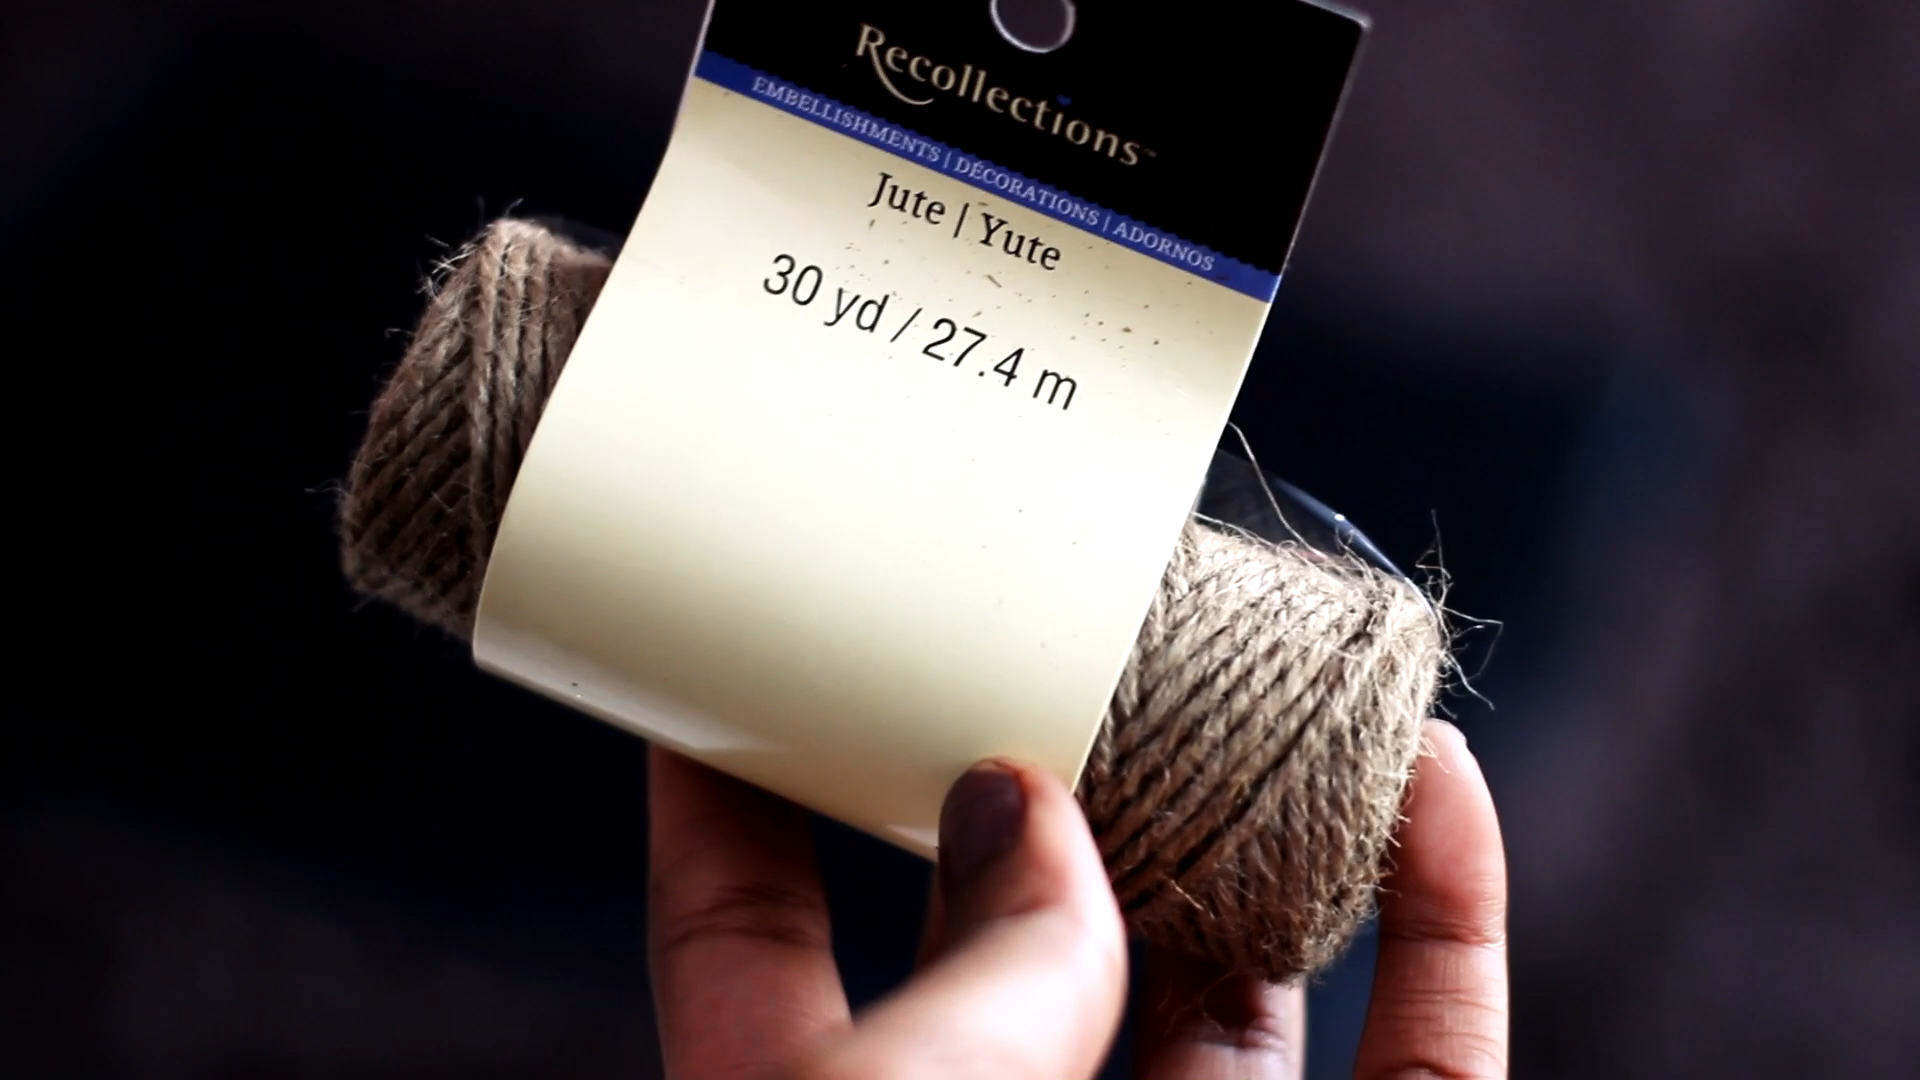 Recollections™
EMBELLISHMENTS | DÉCORATIONS | ADORNOS
Jute | Yute
30 yd / 27.4 m